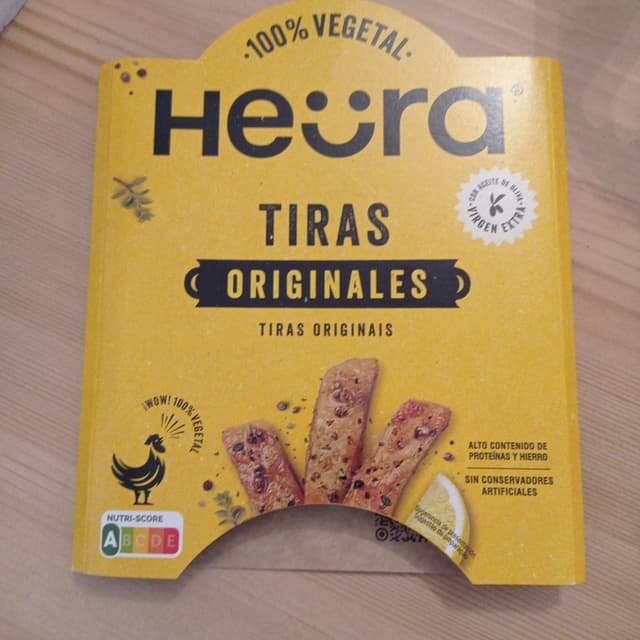 ·100% VEGETAL·
Heüra®
CON ACEITE DE OLIVA
VIRGEN EXTRA
TIRAS
ORIGINALES
TIRAS ORIGINAIS
¡WOW! 100% VEGETAL
ALTO CONTENIDO DE
PROTEÍNAS Y HIERRO
SIN CONSERVADORES
ARTIFICIALES
NUTRI-SCORE
A B C D E